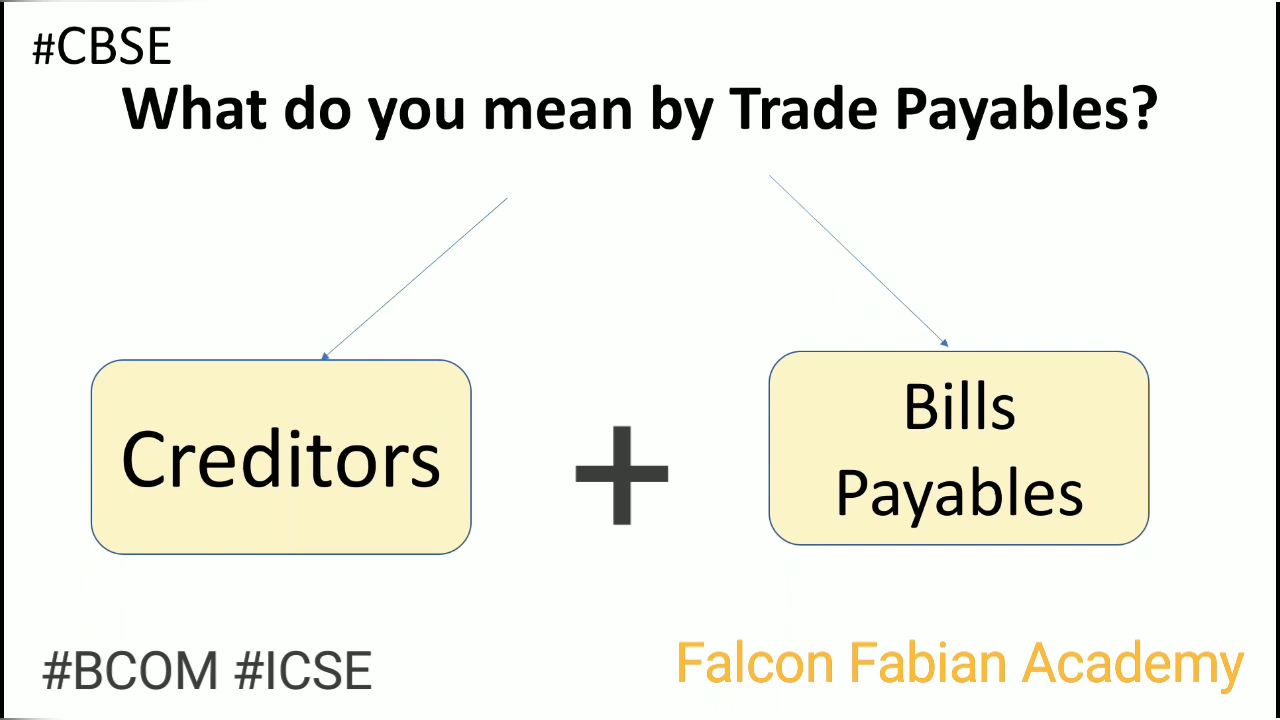 #CBSE
What do you mean by Trade Payables?
Creditors
+
Bills
Payables
#BCOM #ICSE
Falcon Fabian Academy